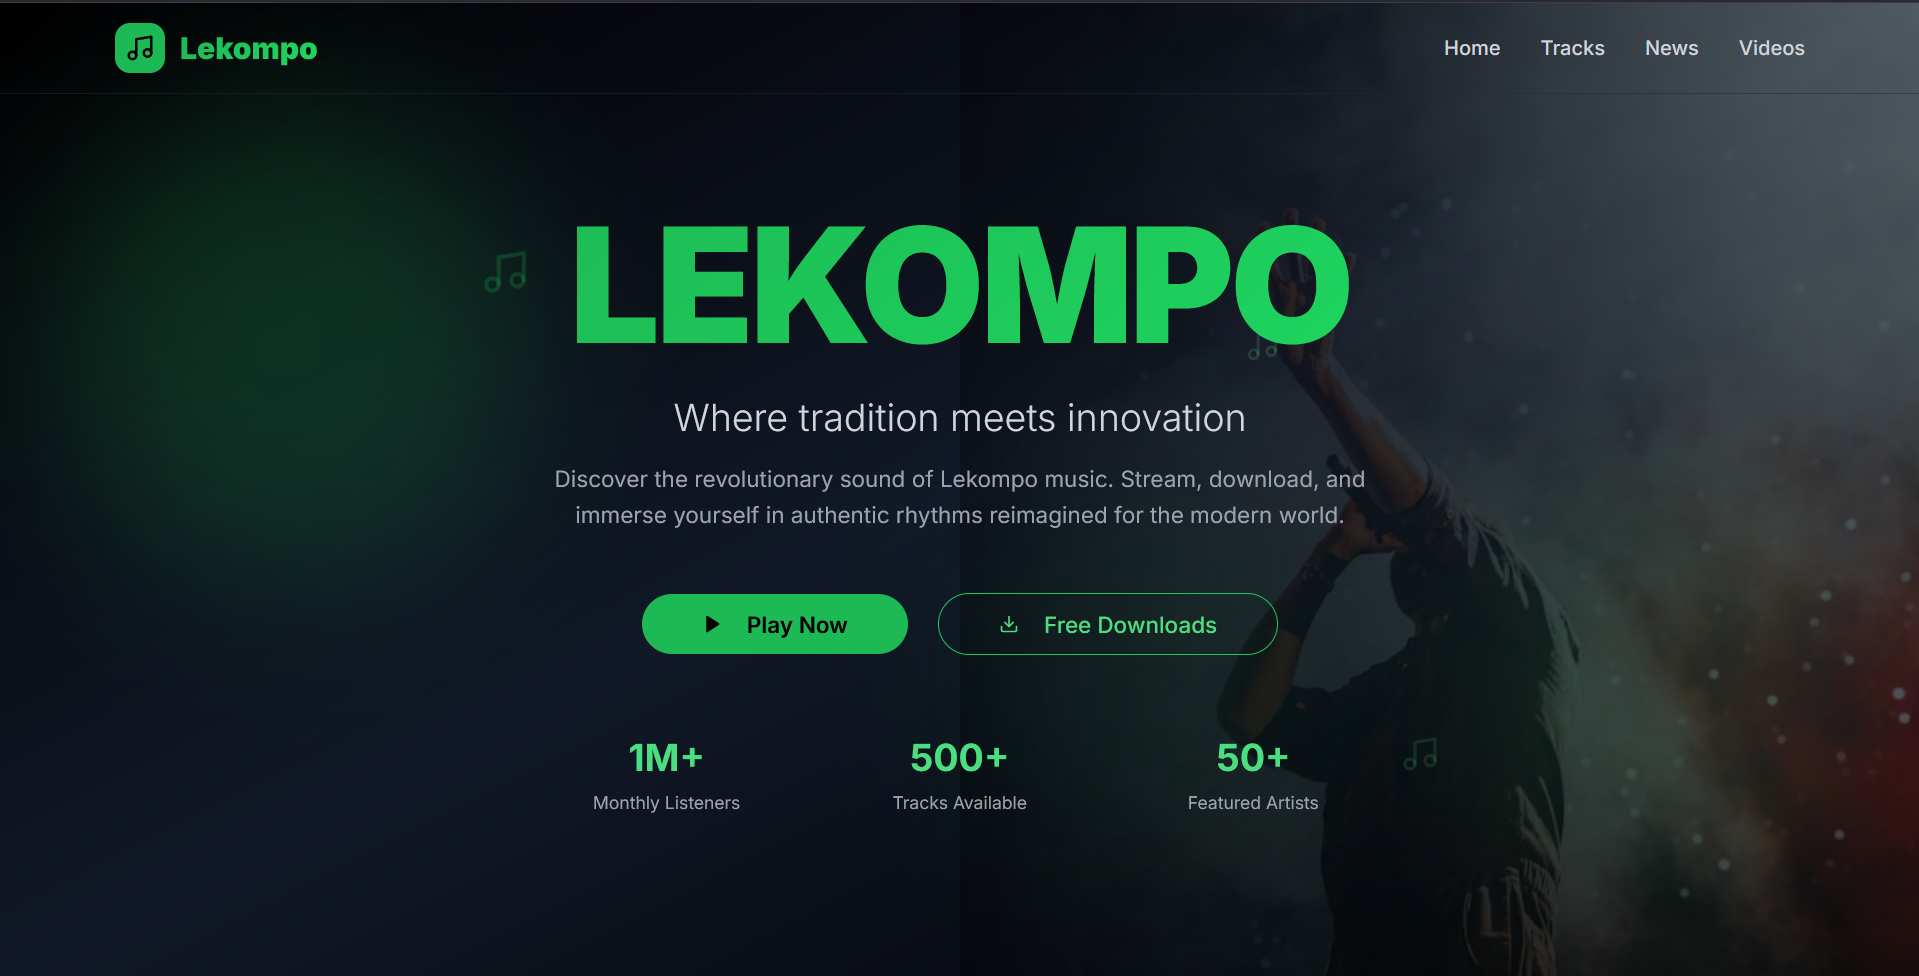 Lekompo
Home
Tracks
News
Videos
LEKOMPO
Where tradition meets innovation
Discover the revolutionary sound of Lekompo music. Stream, download, and
immerse yourself in authentic rhythms reimagined for the modern world.
Play Now
Free Downloads
1M+
Monthly Listeners
500+
Tracks Available
50+
Featured Artists